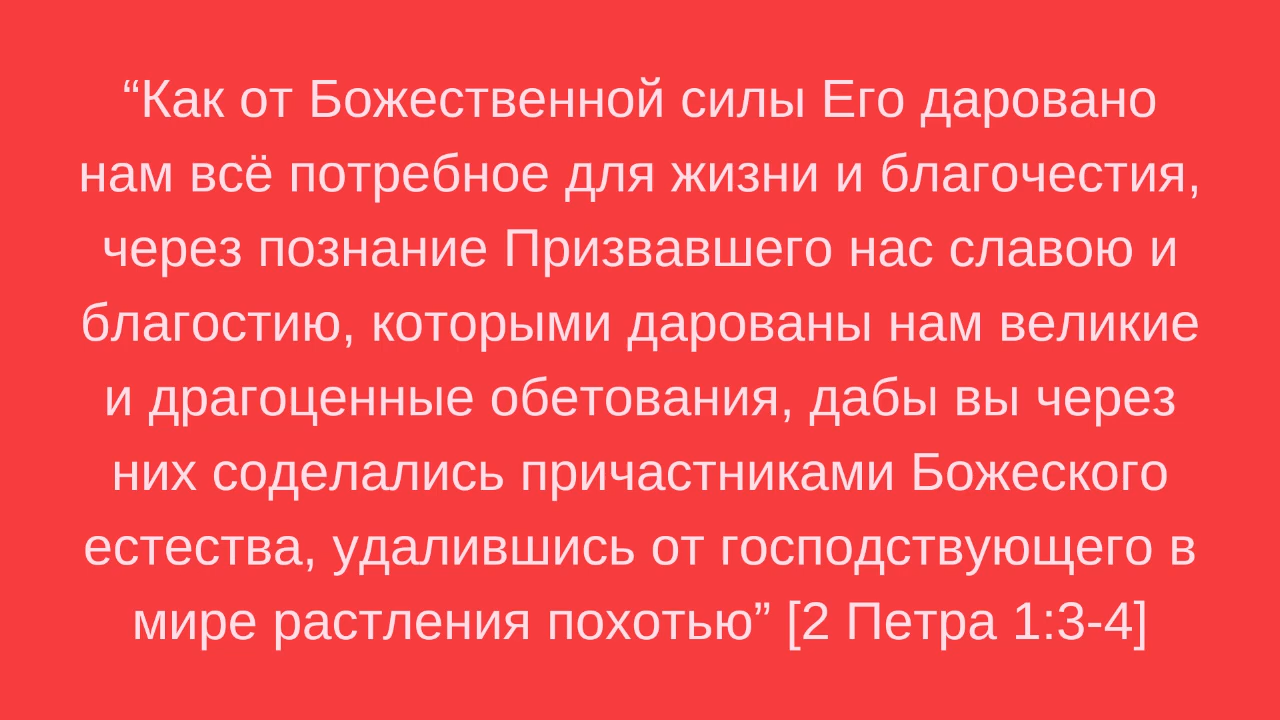 “Как от Божественной силы Его даровано
нам всё потребное для жизни и благочестия,
через познание Призвавшего нас славою и
благостию, которыми дарованы нам великие
и драгоценные обетования, дабы вы через
них соделались причастниками Божеского
естества, удалившись от господствующего в
мире растления похотью” [2 Петра 1:3-4]